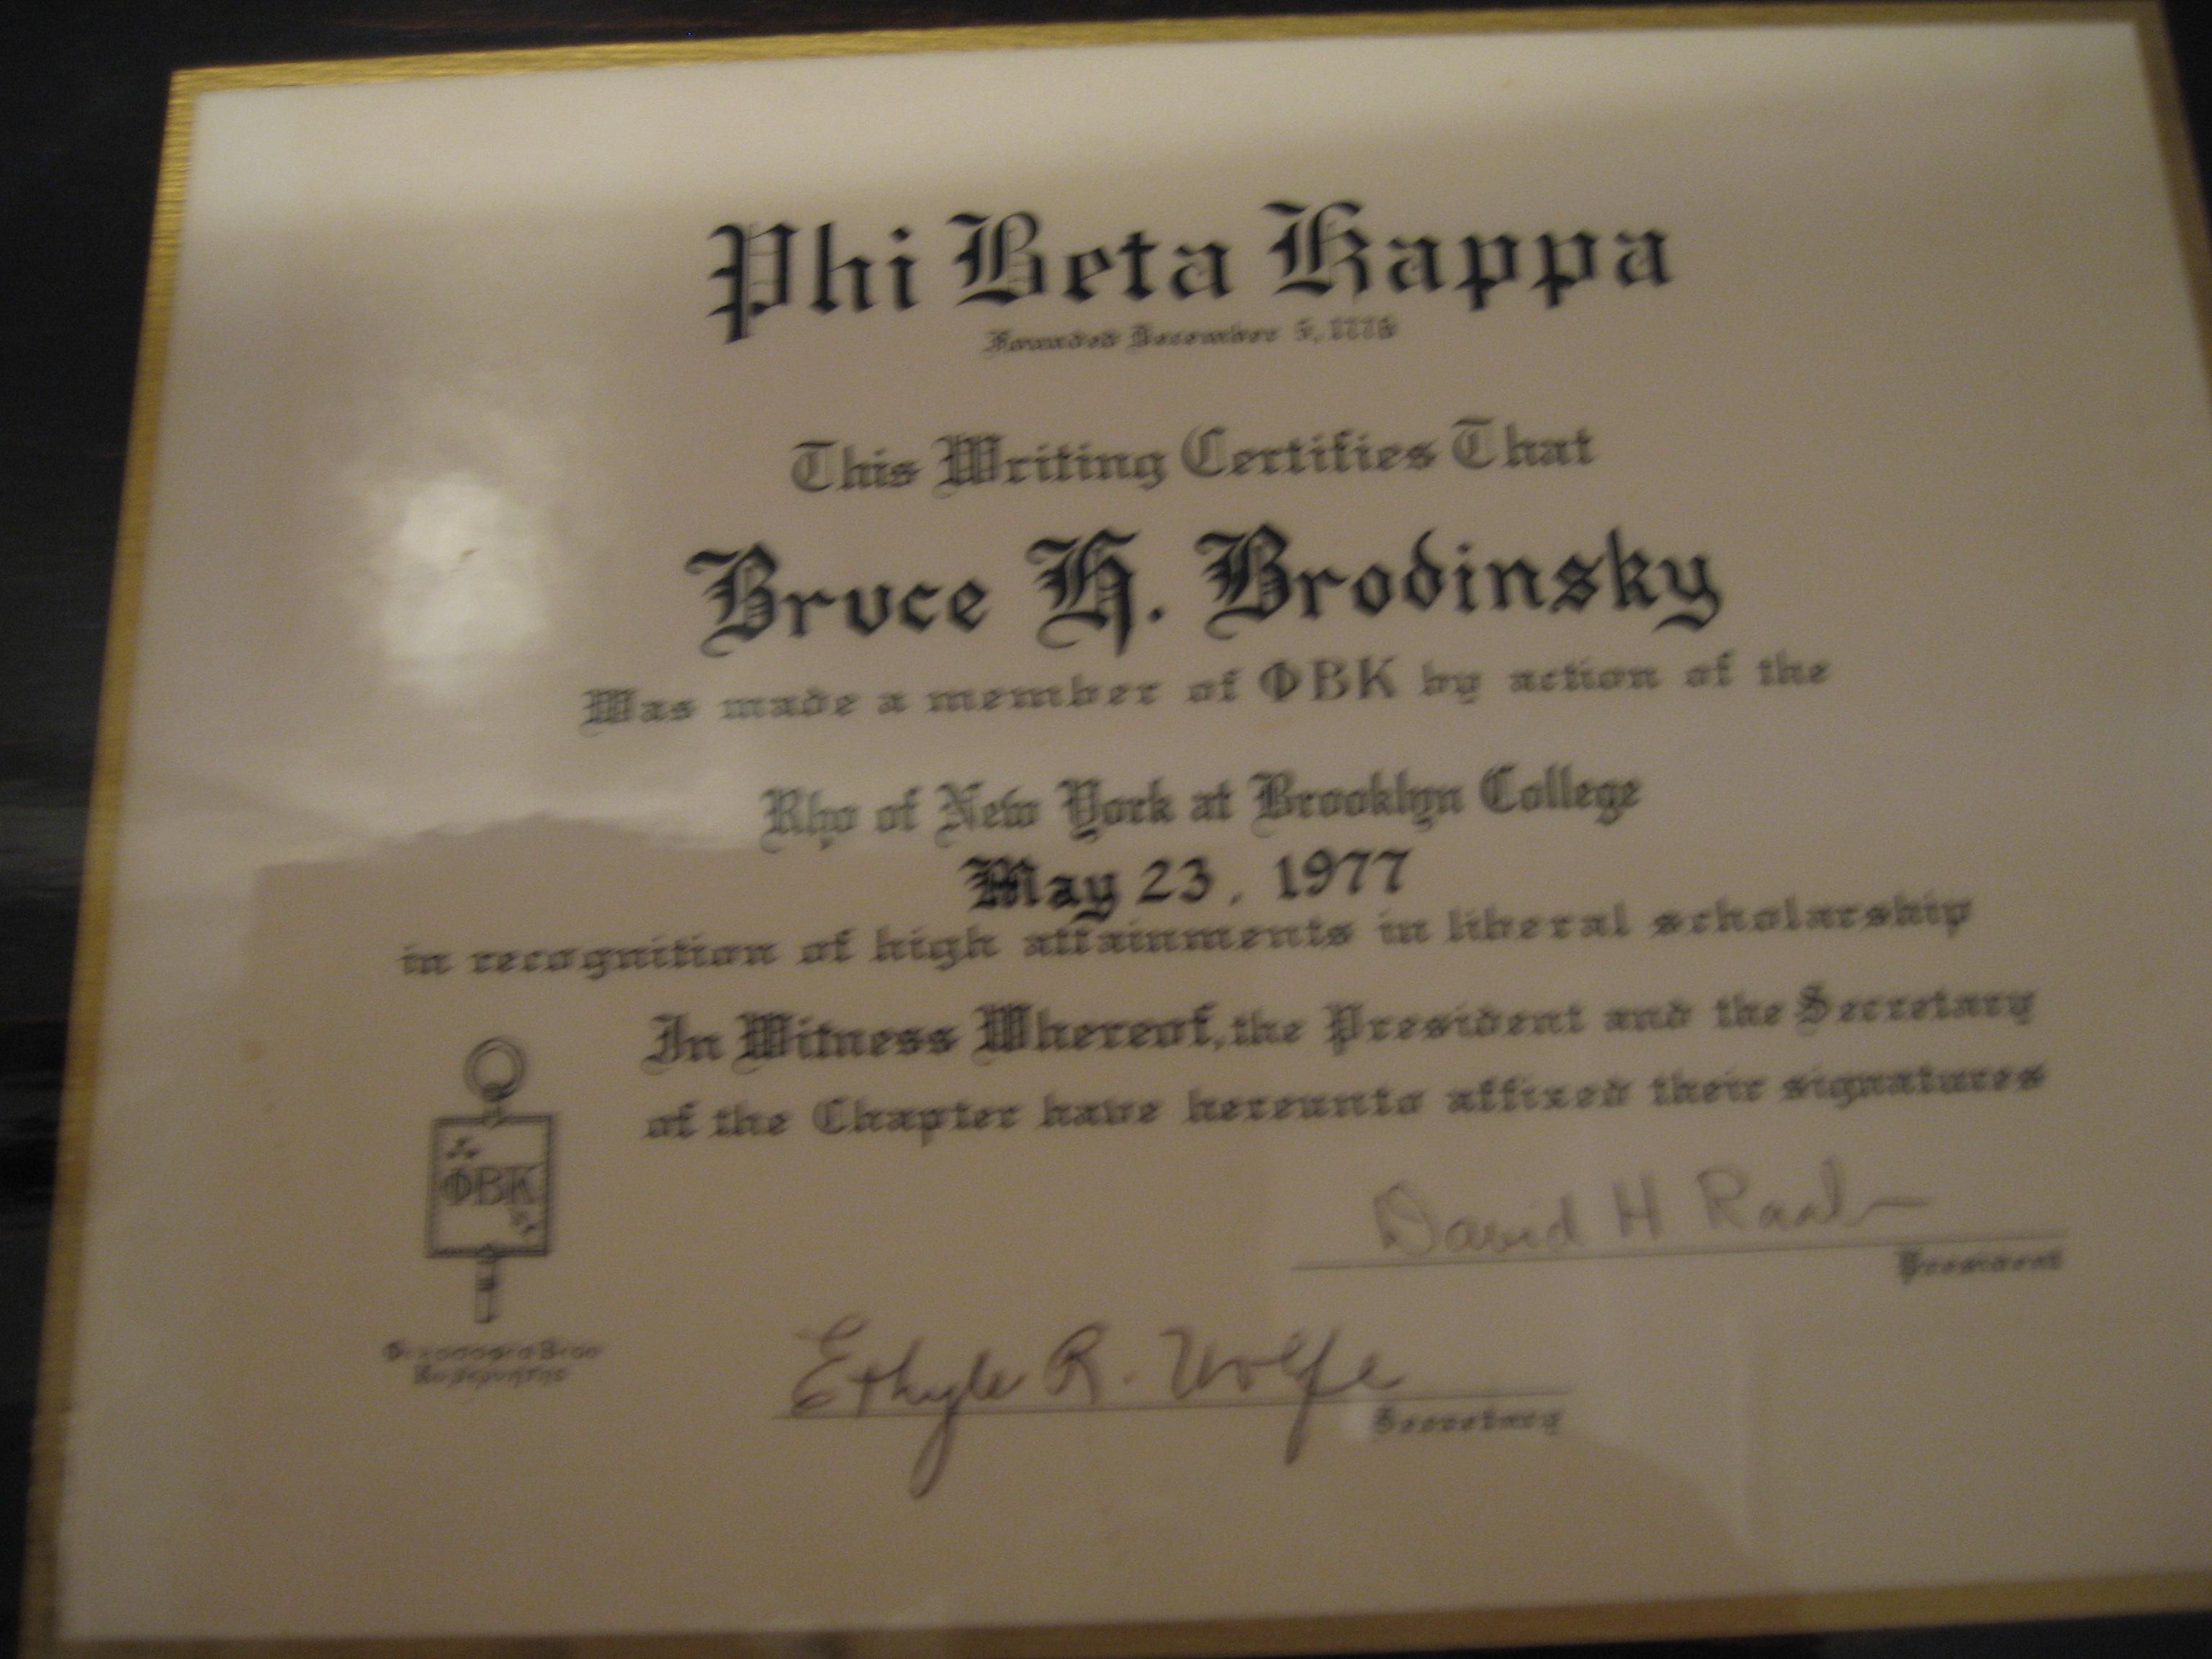 Phi Beta Kappa
Founded December 5, 1776
This Writing Certifies That
Bruce H. Brodinsky
Was made a member of ΦBK by action of the
Rho of New York at Brooklyn College
May 23, 1977
in recognition of high attainments in liberal scholarship
In Witness Whereof, the President and the Secretary
of the Chapter have hereunto affixed their signatures
ΦBK
David H Raab
President
Ethyle R. Wolfe
Secretary